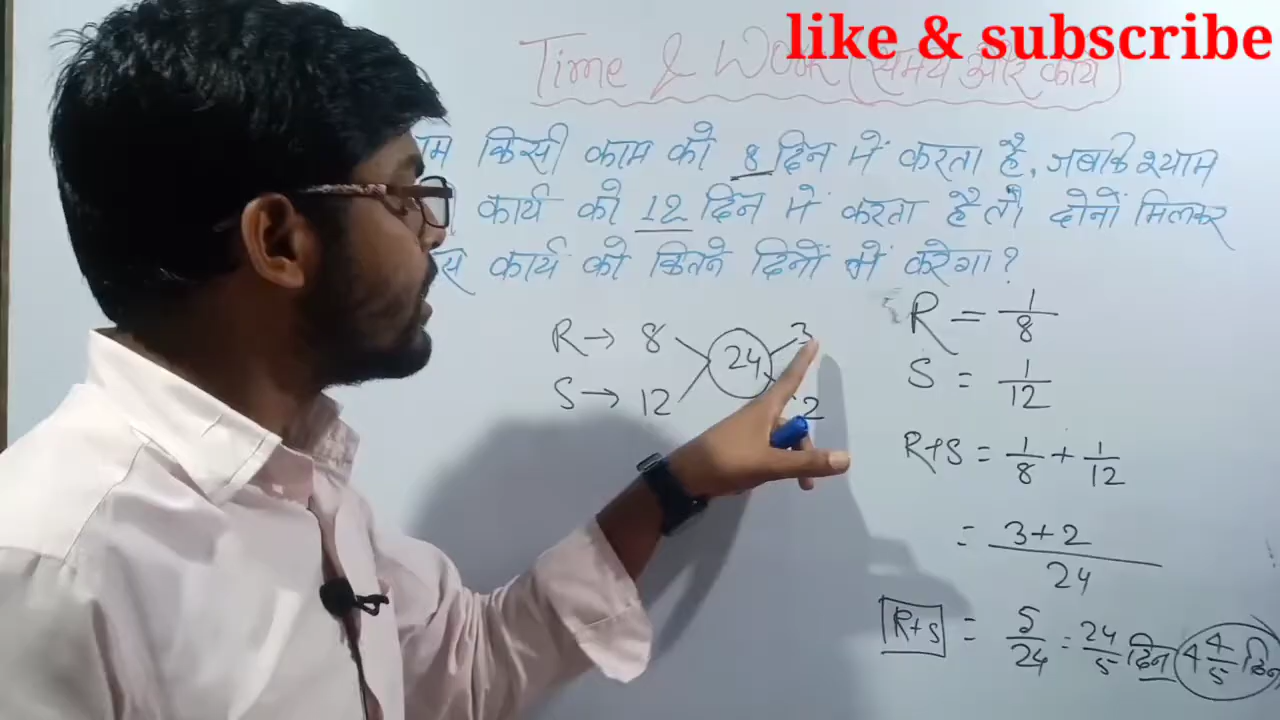 like & subscribe
Time & Work (समय और कार्य)
किसी काम को 8 दिन में करता है, जबकि श्याम
कार्य को 12 दिन में करता है तो दोनों मिलकर
कार्य को कितने दिनों में करेगा?
R → 8
24
3
S → 12
2
R = 1/8
S = 1/12
R+S = 1/8 + 1/12
= 3+2/24
R+S = 5/24 = 24/5 दिन 4 4/5 दिन